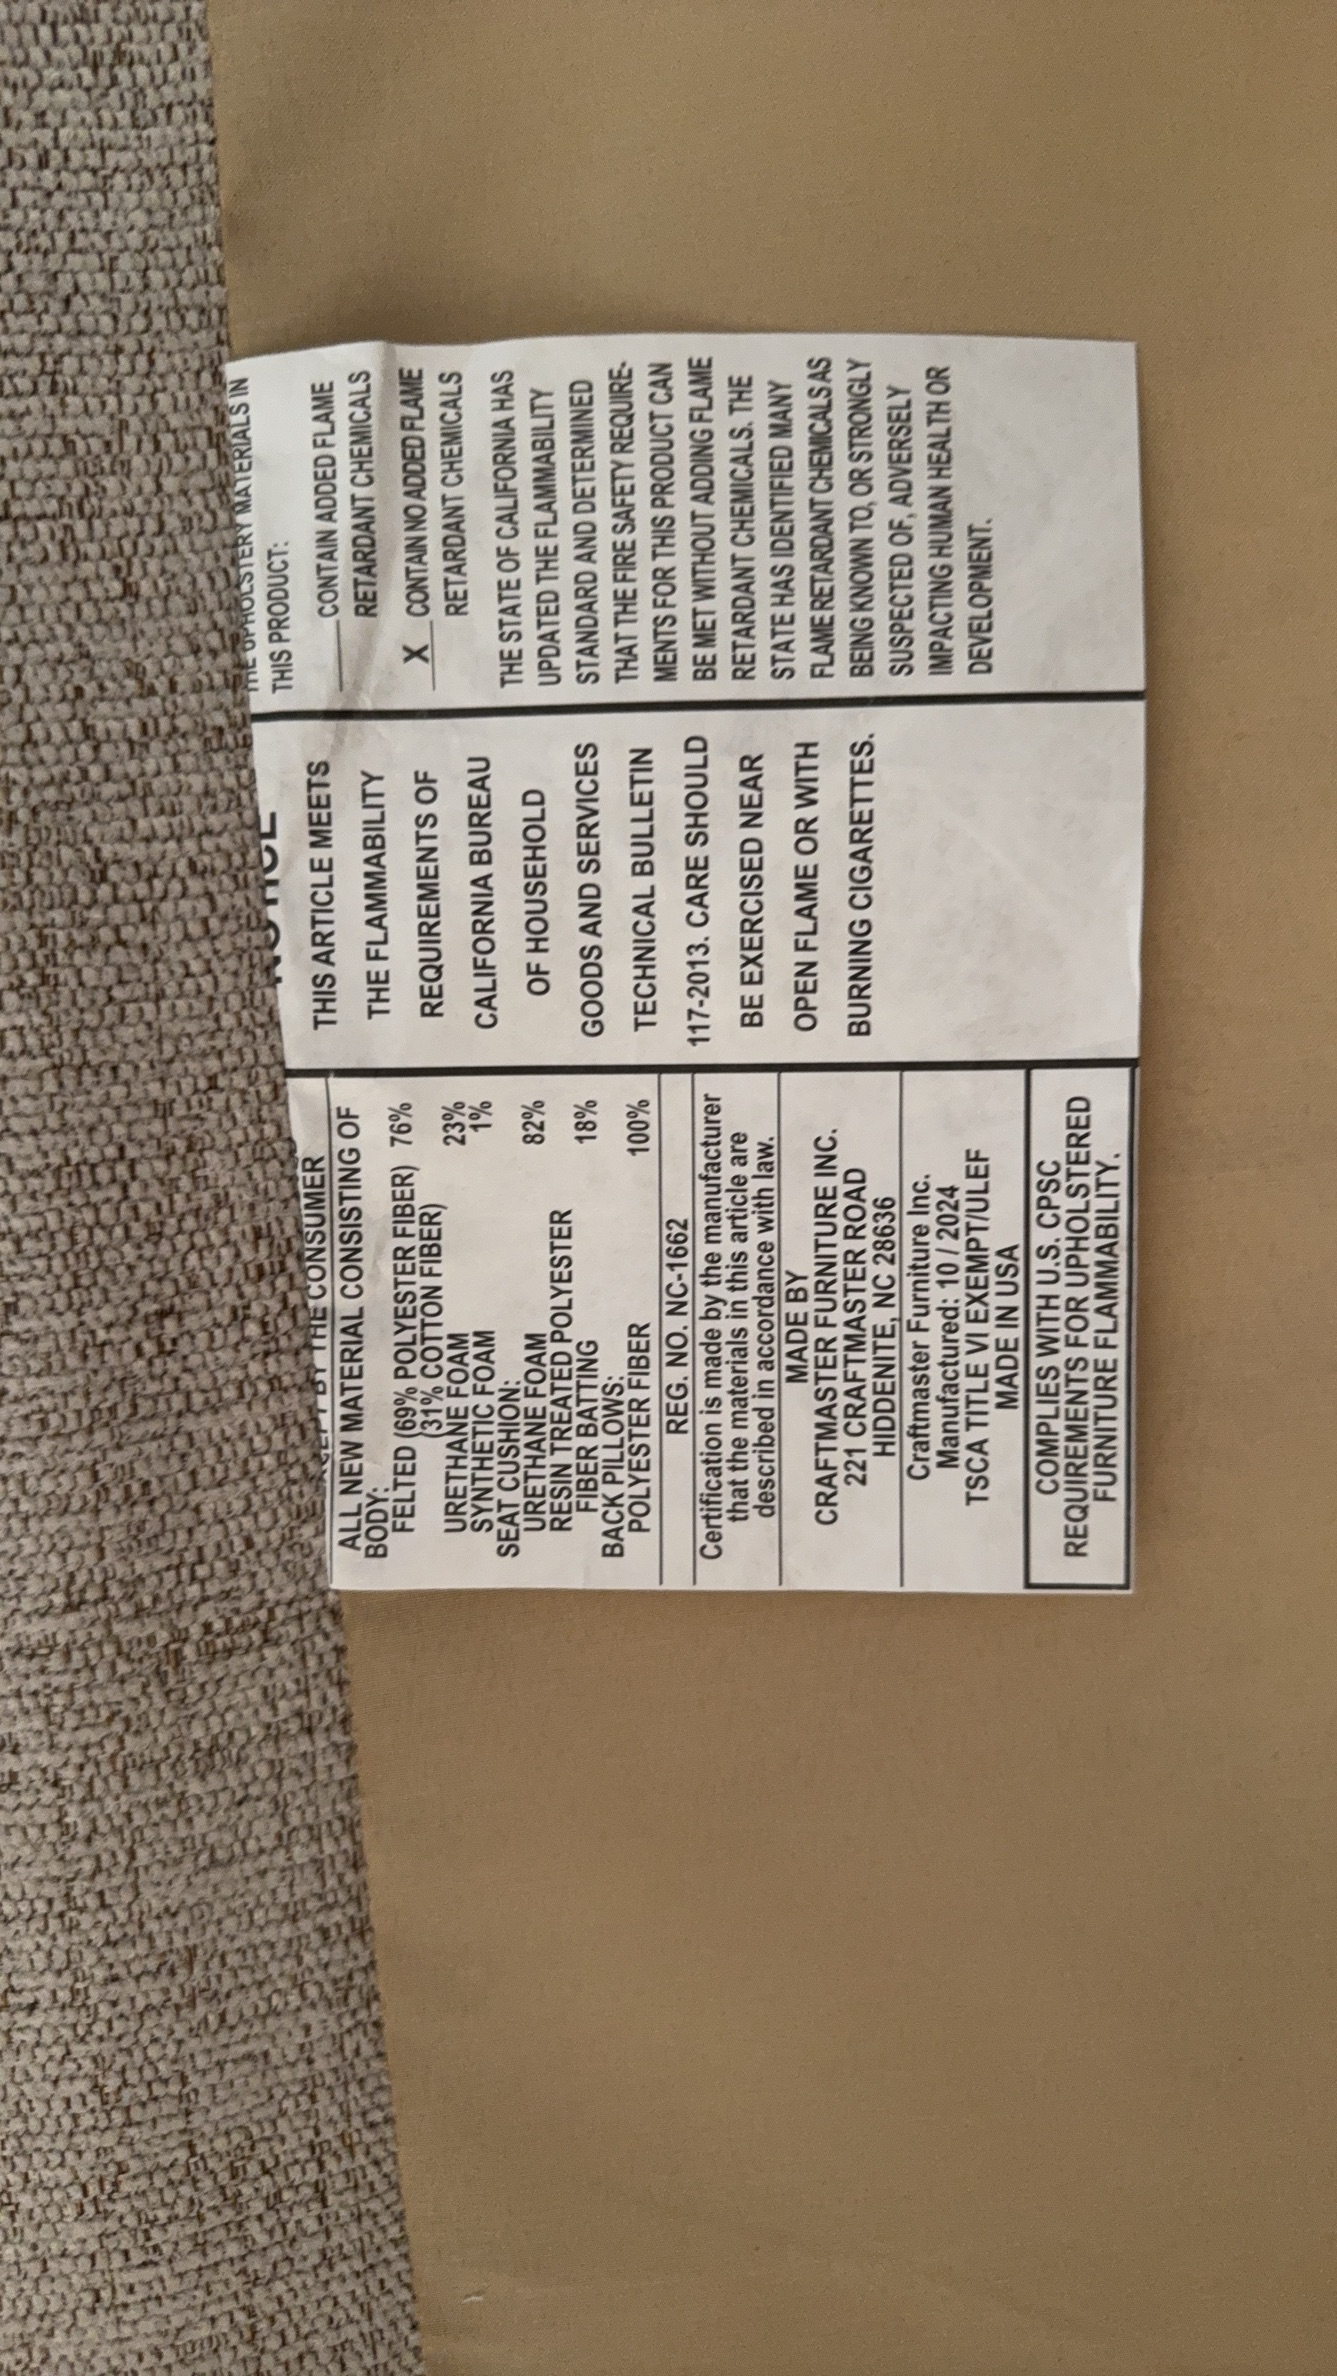 BY THE CONSUMER
ALL NEW MATERIAL CONSISTING OF
BODY:
FELTED (69% POLYESTER FIBER) 76%
(31% COTTON FIBER)
URETHANE FOAM 23%
SYNTHETIC FOAM 1%
SEAT CUSHION:
URETHANE FOAM 82%
RESIN TREATED POLYESTER
FIBER BATTING 18%
BACK PILLOWS:
POLYESTER FIBER 100%
REG. NO. NC-1662
Certification is made by the manufacturer
that the materials in this article are
described in accordance with law.
MADE BY
CRAFTMASTER FURNITURE INC.
221 CRAFTMASTER ROAD
HIDDENITE, NC 28636
Craftmaster Furniture Inc.
Manufactured: 10 / 2024
TSCA TITLE VI EXEMPT/ULEF
MADE IN USA
COMPLIES WITH U.S. CPSC
REQUIREMENTS FOR UPHOLSTERED
FURNITURE FLAMMABILITY.
NOTICE
THIS ARTICLE MEETS
THE FLAMMABILITY
REQUIREMENTS OF
CALIFORNIA BUREAU
OF HOUSEHOLD
GOODS AND SERVICES
TECHNICAL BULLETIN
117-2013. CARE SHOULD
BE EXERCISED NEAR
OPEN FLAME OR WITH
BURNING CIGARETTES.
THE UPHOLSTERY MATERIALS IN
THIS PRODUCT:
___ CONTAIN ADDED FLAME
RETARDANT CHEMICALS
X CONTAIN NO ADDED FLAME
RETARDANT CHEMICALS
THE STATE OF CALIFORNIA HAS
UPDATED THE FLAMMABILITY
STANDARD AND DETERMINED
THAT THE FIRE SAFETY REQUIRE-
MENTS FOR THIS PRODUCT CAN
BE MET WITHOUT ADDING FLAME
RETARDANT CHEMICALS. THE
STATE HAS IDENTIFIED MANY
FLAME RETARDANT CHEMICALS AS
BEING KNOWN TO, OR STRONGLY
SUSPECTED OF, ADVERSELY
IMPACTING HUMAN HEALTH OR
DEVELOPMENT.